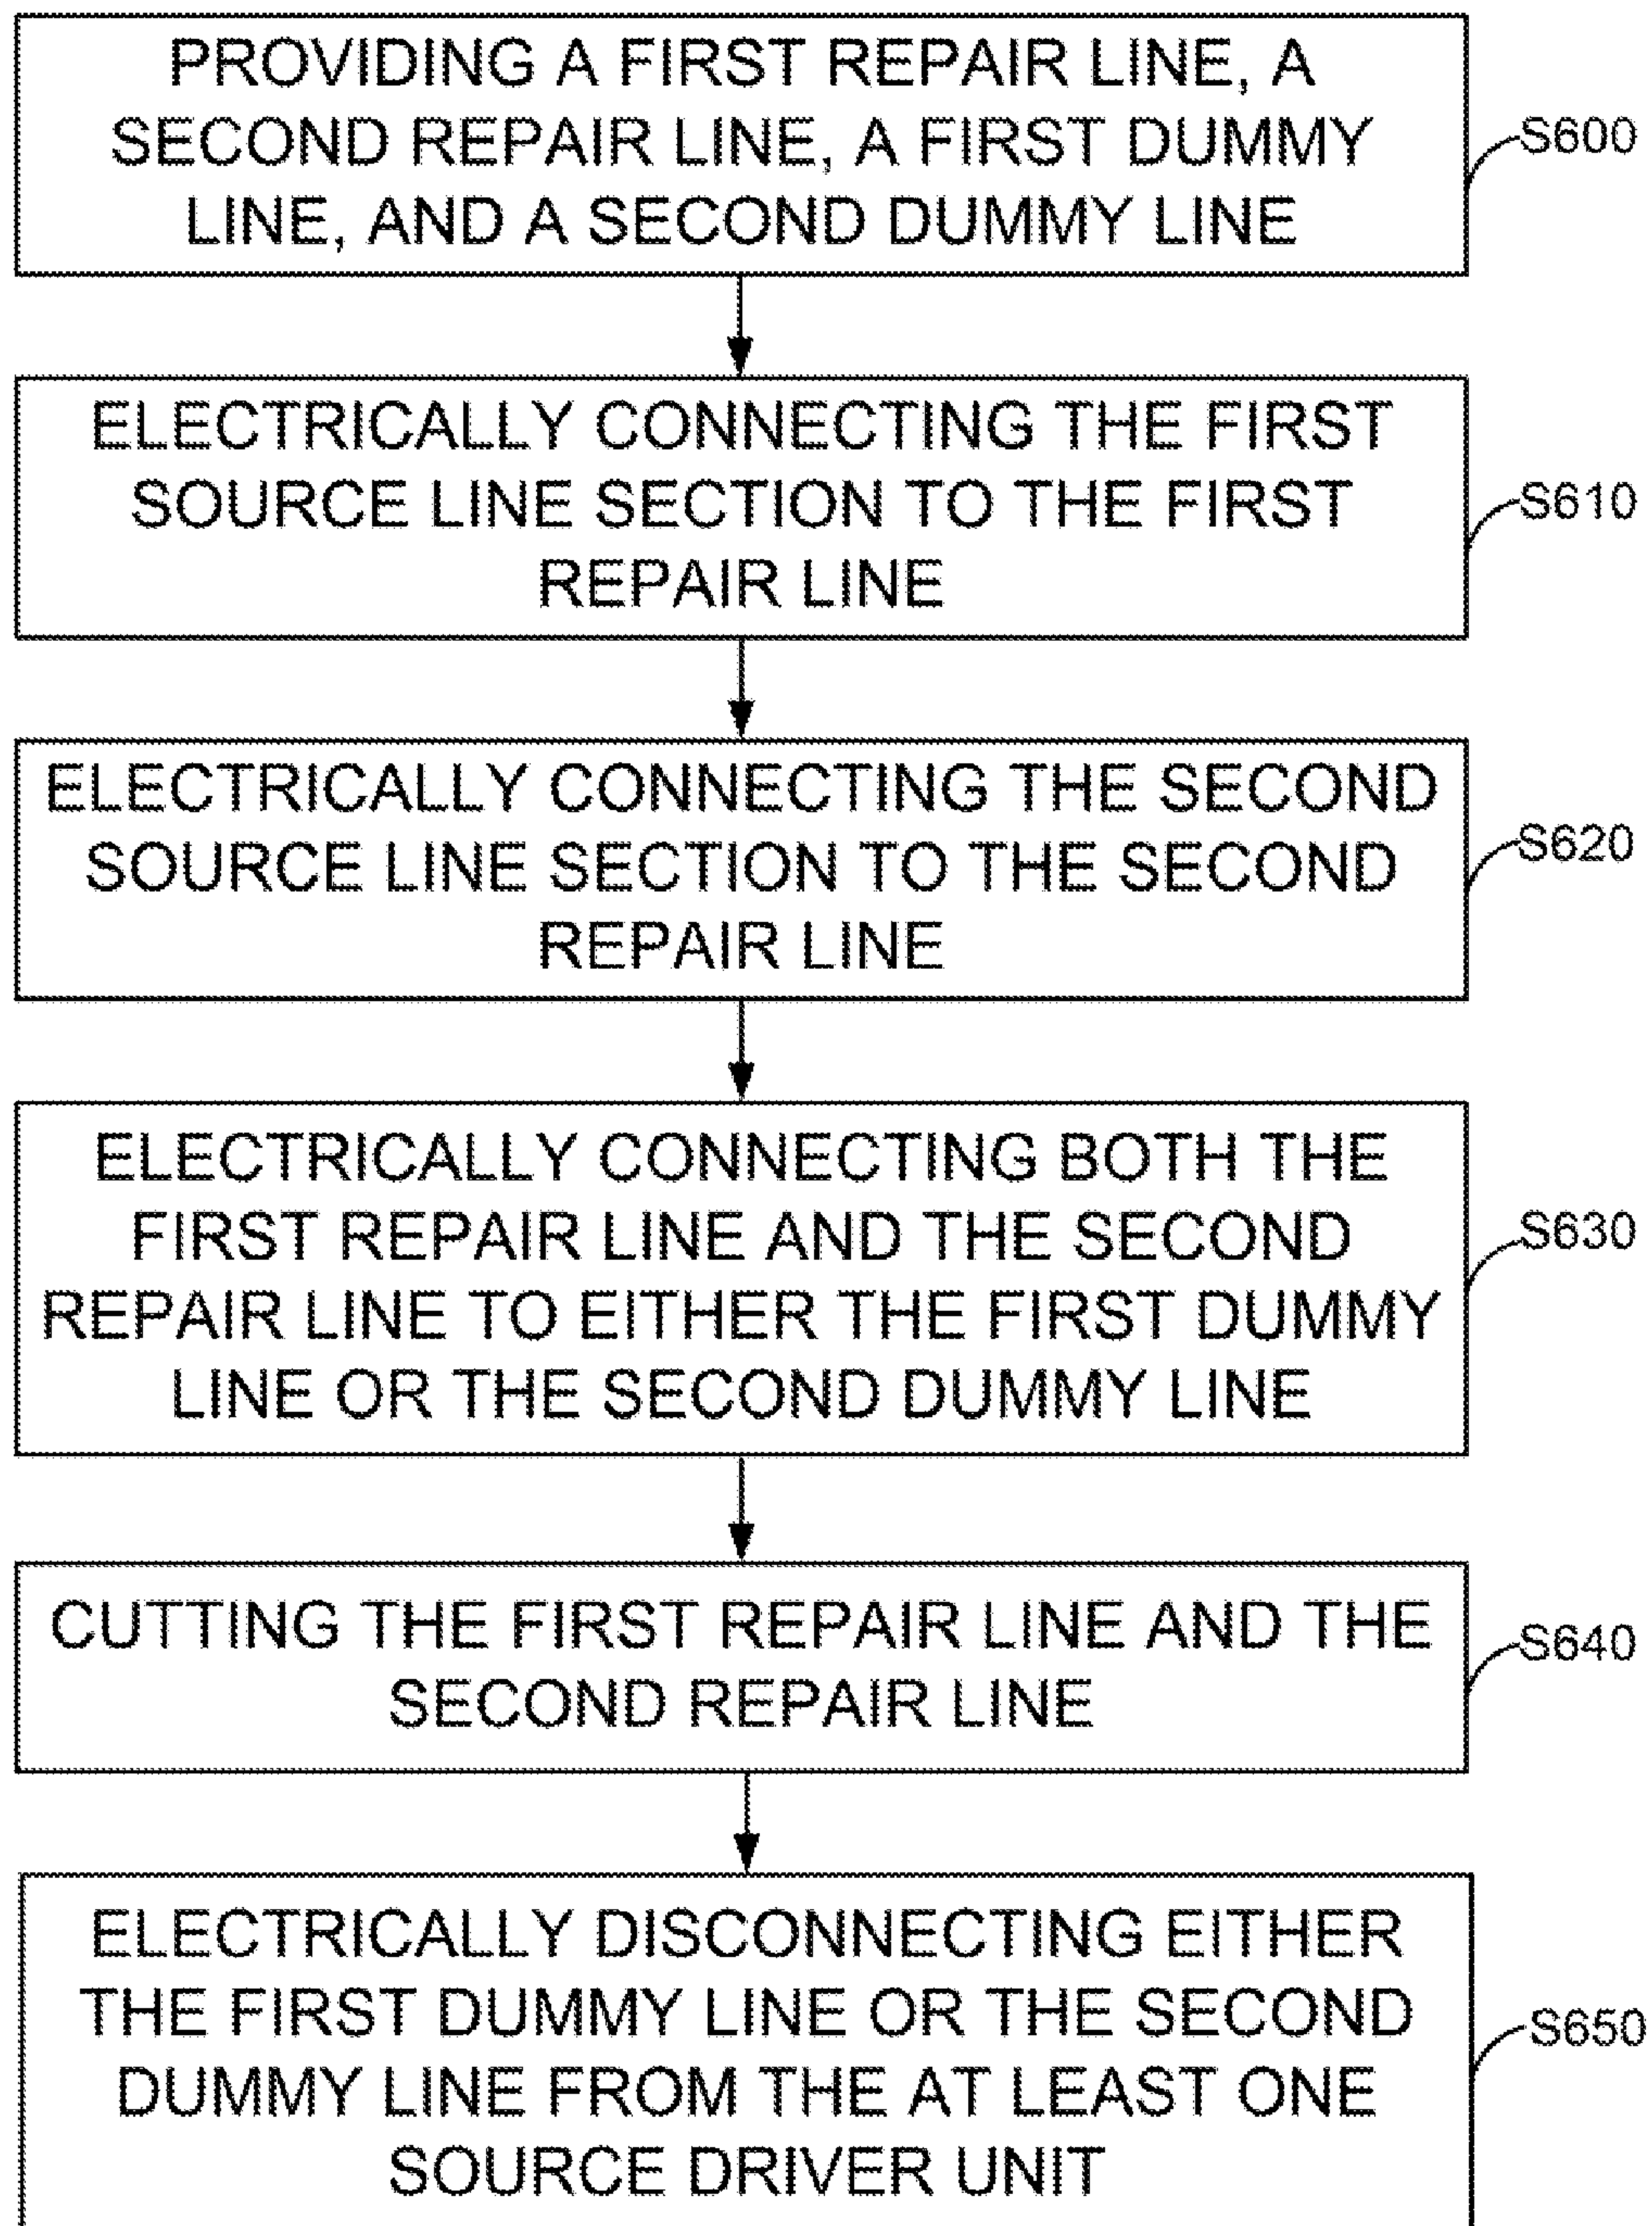 PROVIDING A FIRST REPAIR LINE, A
SECOND REPAIR LINE, A FIRST DUMMY
LINE, AND A SECOND DUMMY LINE
S600
ELECTRICALLY CONNECTING THE FIRST
SOURCE LINE SECTION TO THE FIRST
REPAIR LINE
S610
ELECTRICALLY CONNECTING THE SECOND
SOURCE LINE SECTION TO THE SECOND
REPAIR LINE
S620
ELECTRICALLY CONNECTING BOTH THE
FIRST REPAIR LINE AND THE SECOND
REPAIR LINE TO EITHER THE FIRST DUMMY
LINE OR THE SECOND DUMMY LINE
S630
CUTTING THE FIRST REPAIR LINE AND THE
SECOND REPAIR LINE
S640
ELECTRICALLY DISCONNECTING EITHER
THE FIRST DUMMY LINE OR THE SECOND
DUMMY LINE FROM THE AT LEAST ONE
SOURCE DRIVER UNIT
S650